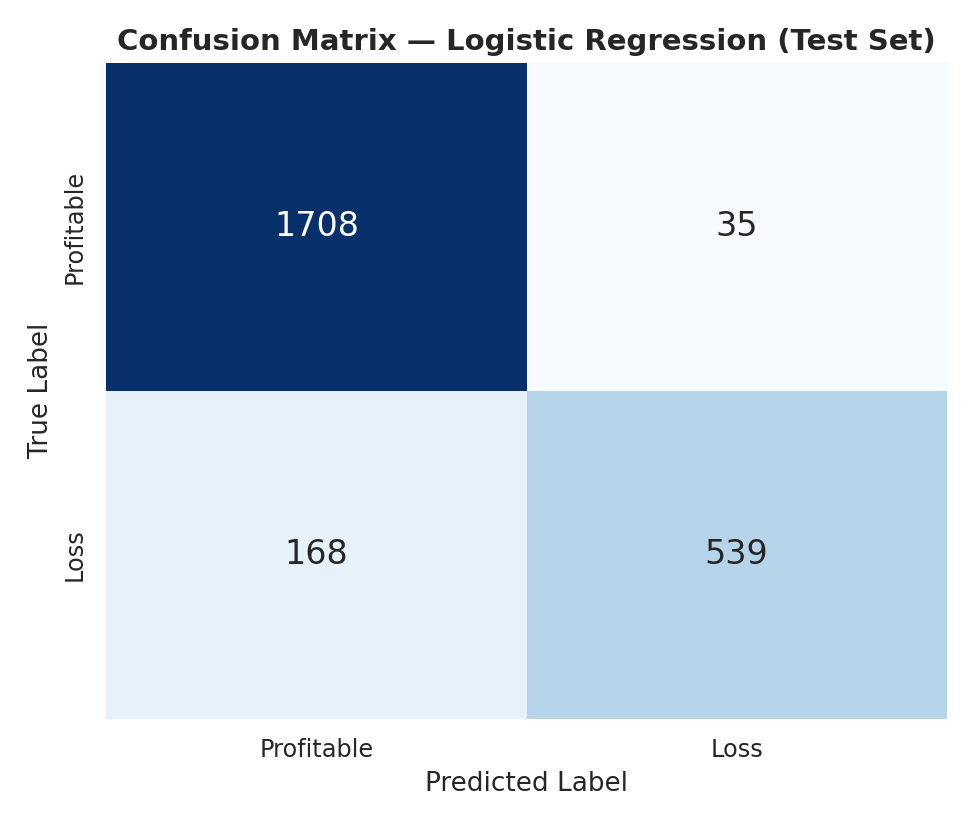 Confusion Matrix — Logistic Regression (Test Set)
True Label
Profitable
1708
35
Loss
168
539
Profitable
Loss
Predicted Label